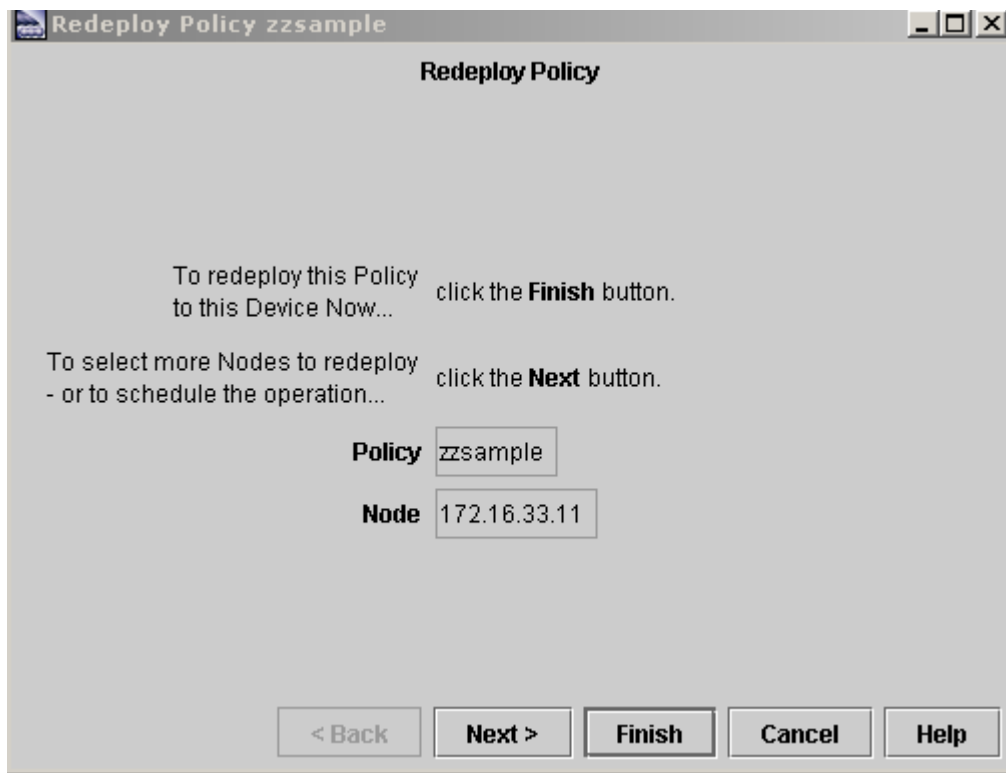 Redeploy Policy zzsample
Redeploy Policy
To redeploy this Policy
to this Device Now...
click the Finish button.
To select more Nodes to redeploy
- or to schedule the operation...
click the Next button.
Policy zzsample
Node 172.16.33.11
< Back Next > Finish Cancel Help